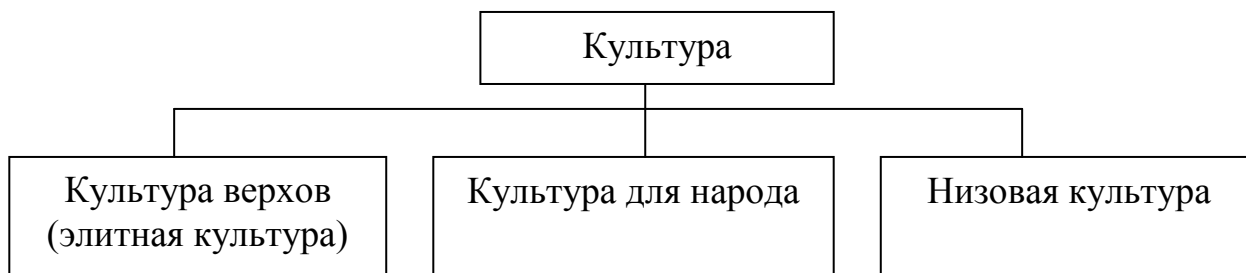 Культура
Культура верхов
(элитная культура)
Культура для народа
Низовая культура